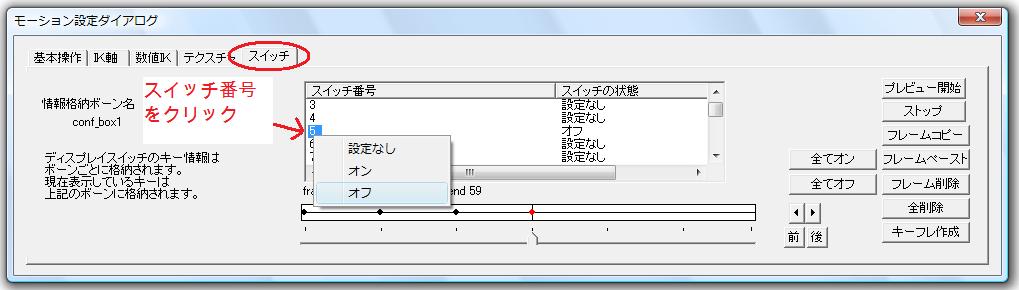 モーション設定ダイアログ
基本操作 IK軸 数値IK テクスチャ スイッチ
情報格納ボーン名
conf_box1
スイッチ番号
をクリック
ディスプレイスイッチのキー情報は
ボーンごとに格納されます。
現在表示しているキーは
上記のボーンに格納されます。
スイッチ番号 スイッチの状態
3 設定なし
4 設定なし
5 オフ
6 設定なし
7 設定なし
設定なし
オン
オフ
end 59
全てオン
全てオフ
前 後
プレビュー開始
ストップ
フレームコピー
フレームペースト
フレーム削除
全削除
キーフレ作成